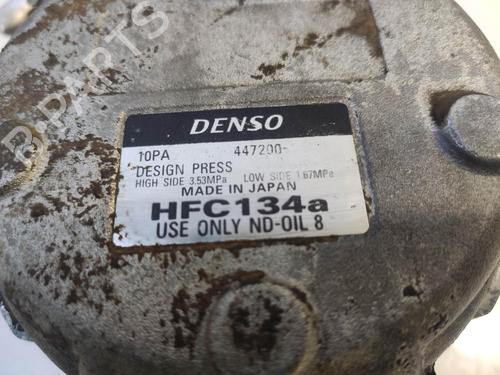 DENSO
10PA 447200-
DESIGN PRESS
HIGH SIDE 3.53MPa LOW SIDE 1.67MPa
MADE IN JAPAN
HFC134a
USE ONLY ND-OIL 8
B-PARTS